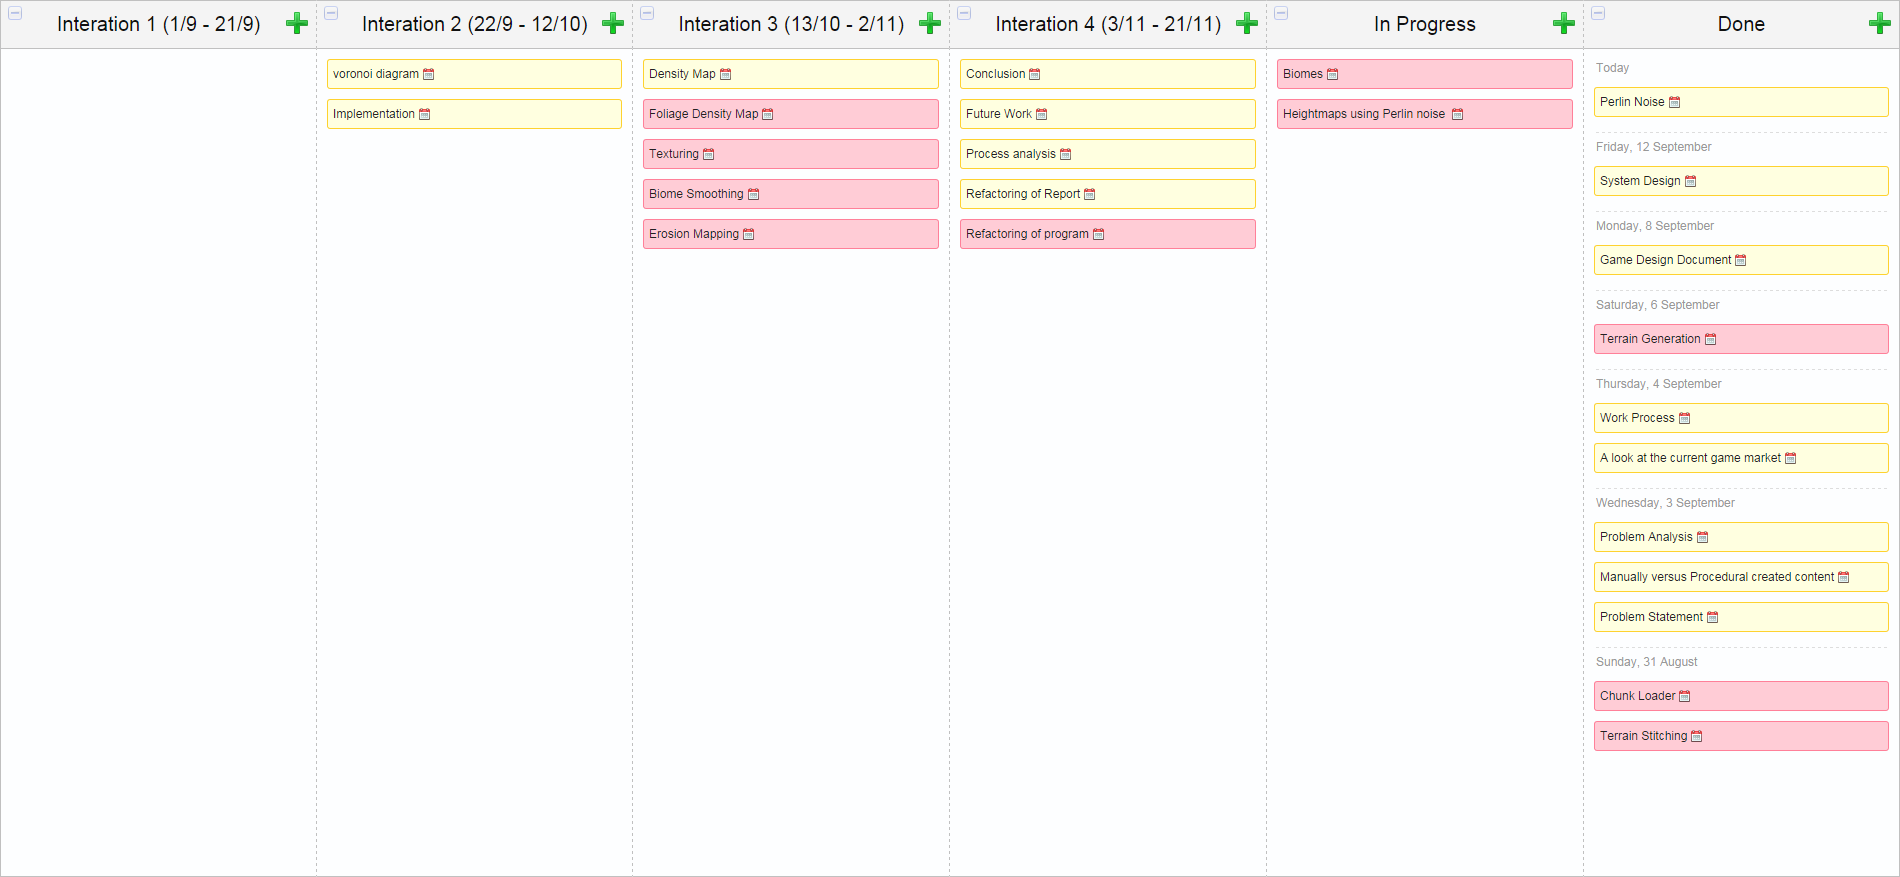 Interation 1 (1/9 - 21/9)
Interation 2 (22/9 - 12/10)
voronoi diagram
Implementation
Interation 3 (13/10 - 2/11)
Density Map
Foliage Density Map
Texturing
Biome Smoothing
Erosion Mapping
Interation 4 (3/11 - 21/11)
Conclusion
Future Work
Process analysis
Refactoring of Report
Refactoring of program
In Progress
Biomes
Heightmaps using Perlin noise
Done
Today
Perlin Noise
Friday, 12 September
System Design
Monday, 8 September
Game Design Document
Saturday, 6 September
Terrain Generation
Thursday, 4 September
Work Process
A look at the current game market
Wednesday, 3 September
Problem Analysis
Manually versus Procedural created content
Problem Statement
Sunday, 31 August
Chunk Loader
Terrain Stitching